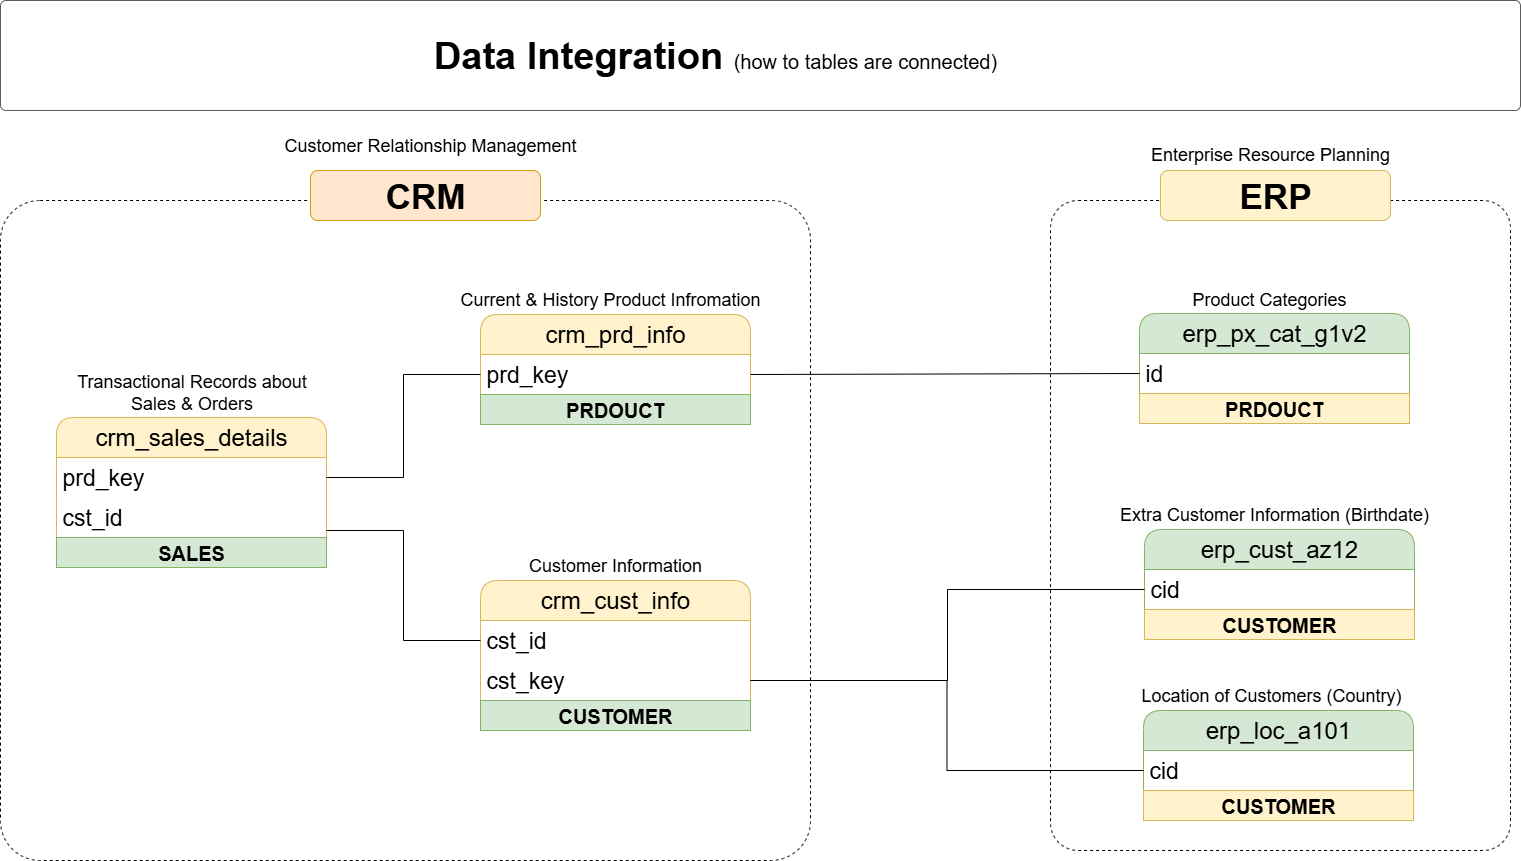 Data Integration (how to tables are connected)
Customer Relationship Management
CRM
Current & History Product Infromation
crm_prd_info
prd_key
PRDOUCT
Transactional Records about
Sales & Orders
crm_sales_details
prd_key
cst_id
SALES
Customer Information
crm_cust_info
cst_id
cst_key
CUSTOMER
Enterprise Resource Planning
ERP
Product Categories
erp_px_cat_g1v2
id
PRDOUCT
Extra Customer Information (Birthdate)
erp_cust_az12
cid
CUSTOMER
Location of Customers (Country)
erp_loc_a101
cid
CUSTOMER